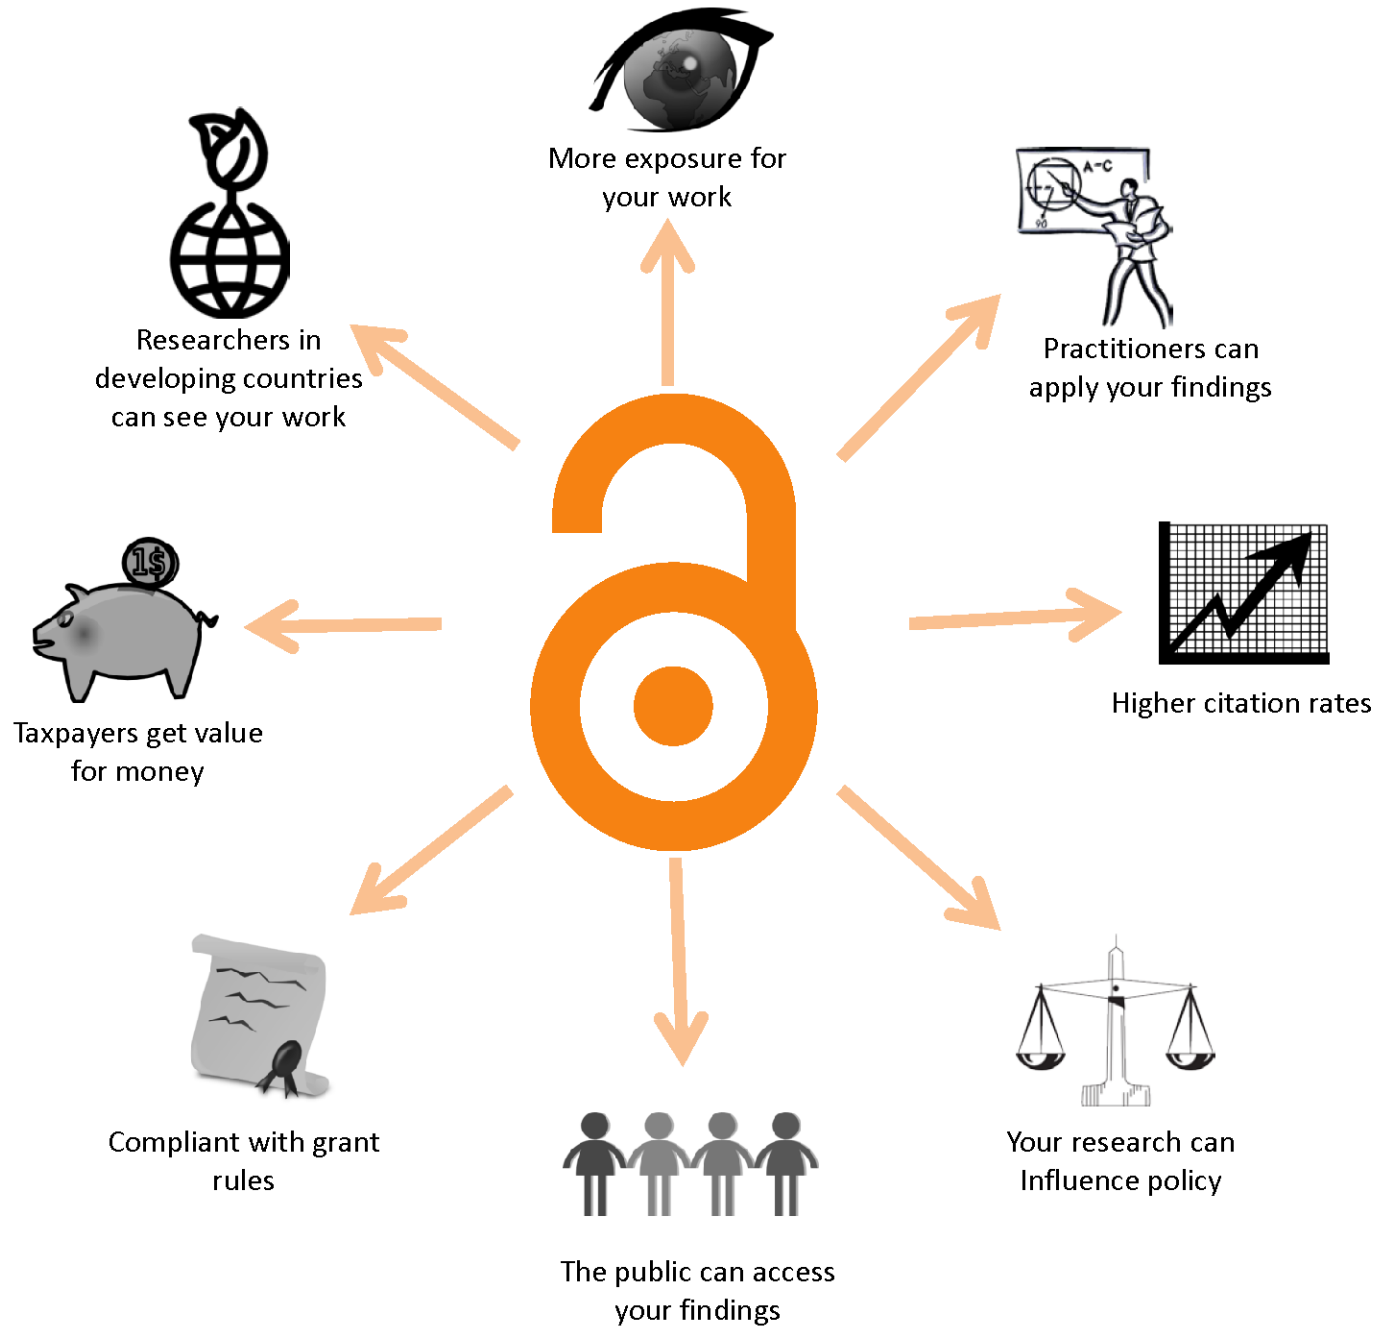 More exposure for
your work
A-C
90
Practitioners can
apply your findings
Higher citation rates
Your research can
Influence policy
The public can access
your findings
Compliant with grant
rules
1$
Taxpayers get value
for money
Researchers in
developing countries
can see your work